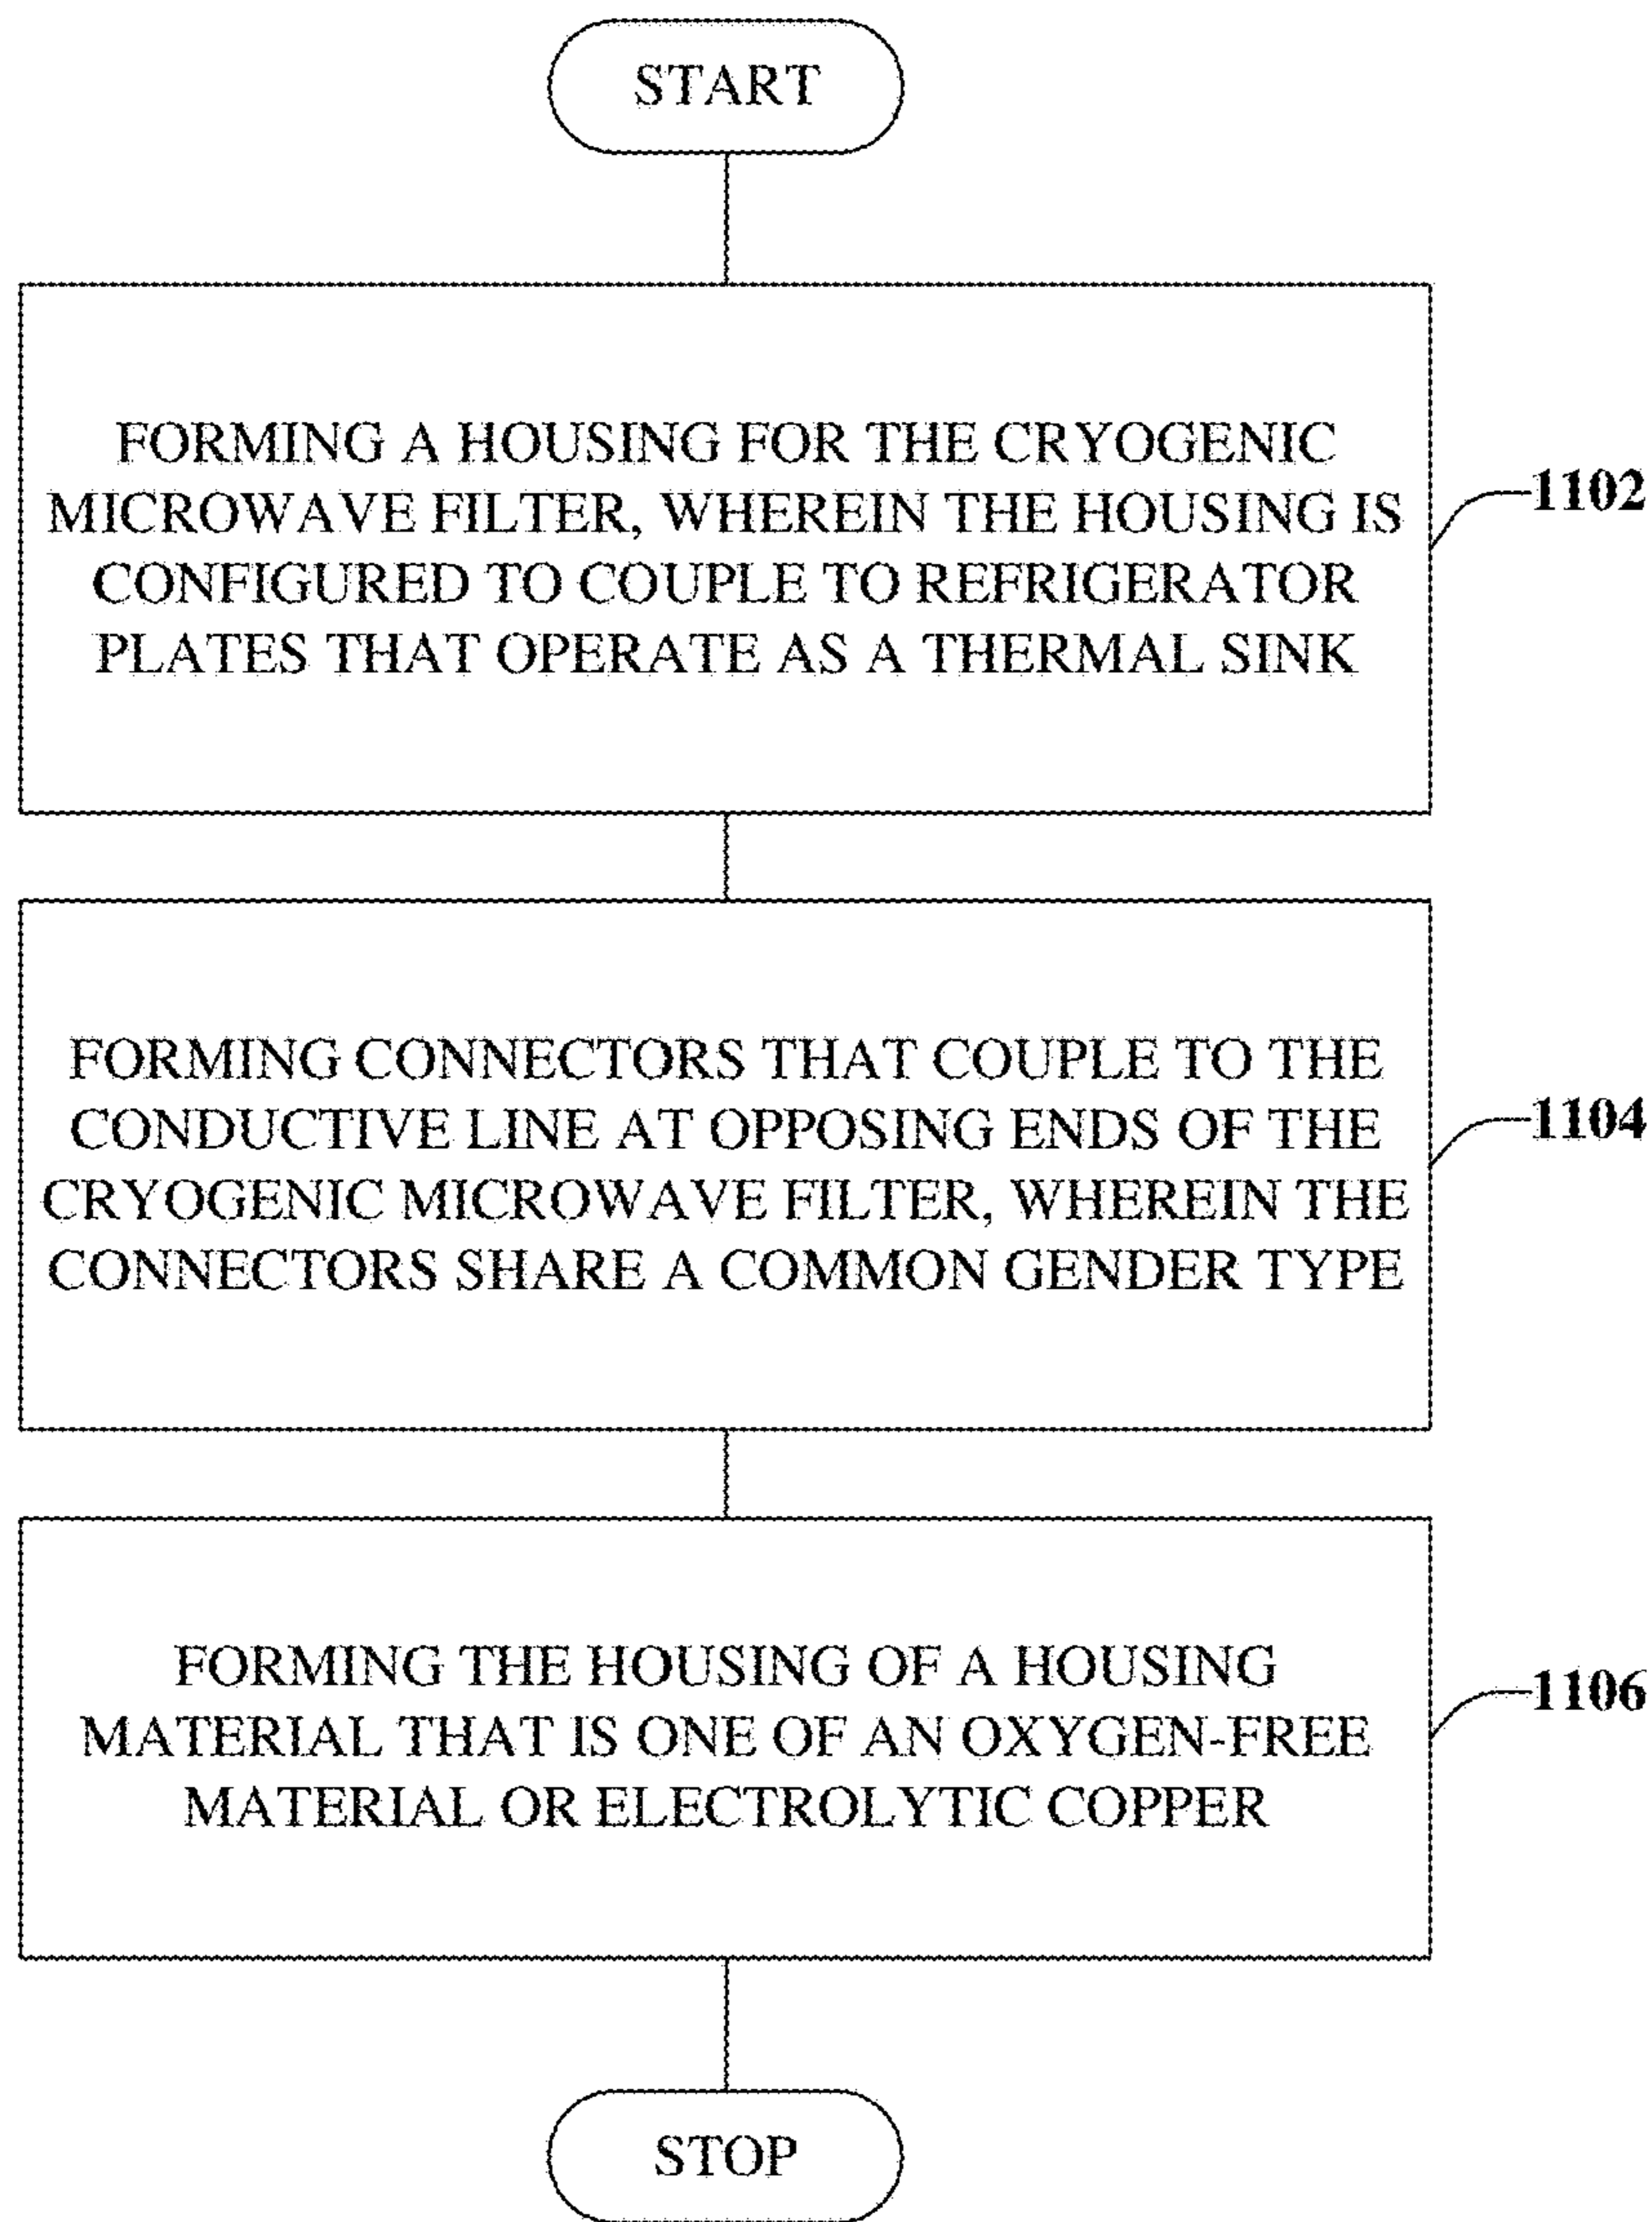 START
FORMING A HOUSING FOR THE CRYOGENIC
MICROWAVE FILTER, WHEREIN THE HOUSING IS
CONFIGURED TO COUPLE TO REFRIGERATOR
PLATES THAT OPERATE AS A THERMAL SINK
1102
FORMING CONNECTORS THAT COUPLE TO THE
CONDUCTIVE LINE AT OPPOSING ENDS OF THE
CRYOGENIC MICROWAVE FILTER, WHEREIN THE
CONNECTORS SHARE A COMMON GENDER TYPE
1104
FORMING THE HOUSING OF A HOUSING
MATERIAL THAT IS ONE OF AN OXYGEN-FREE
MATERIAL OR ELECTROLYTIC COPPER
1106
STOP